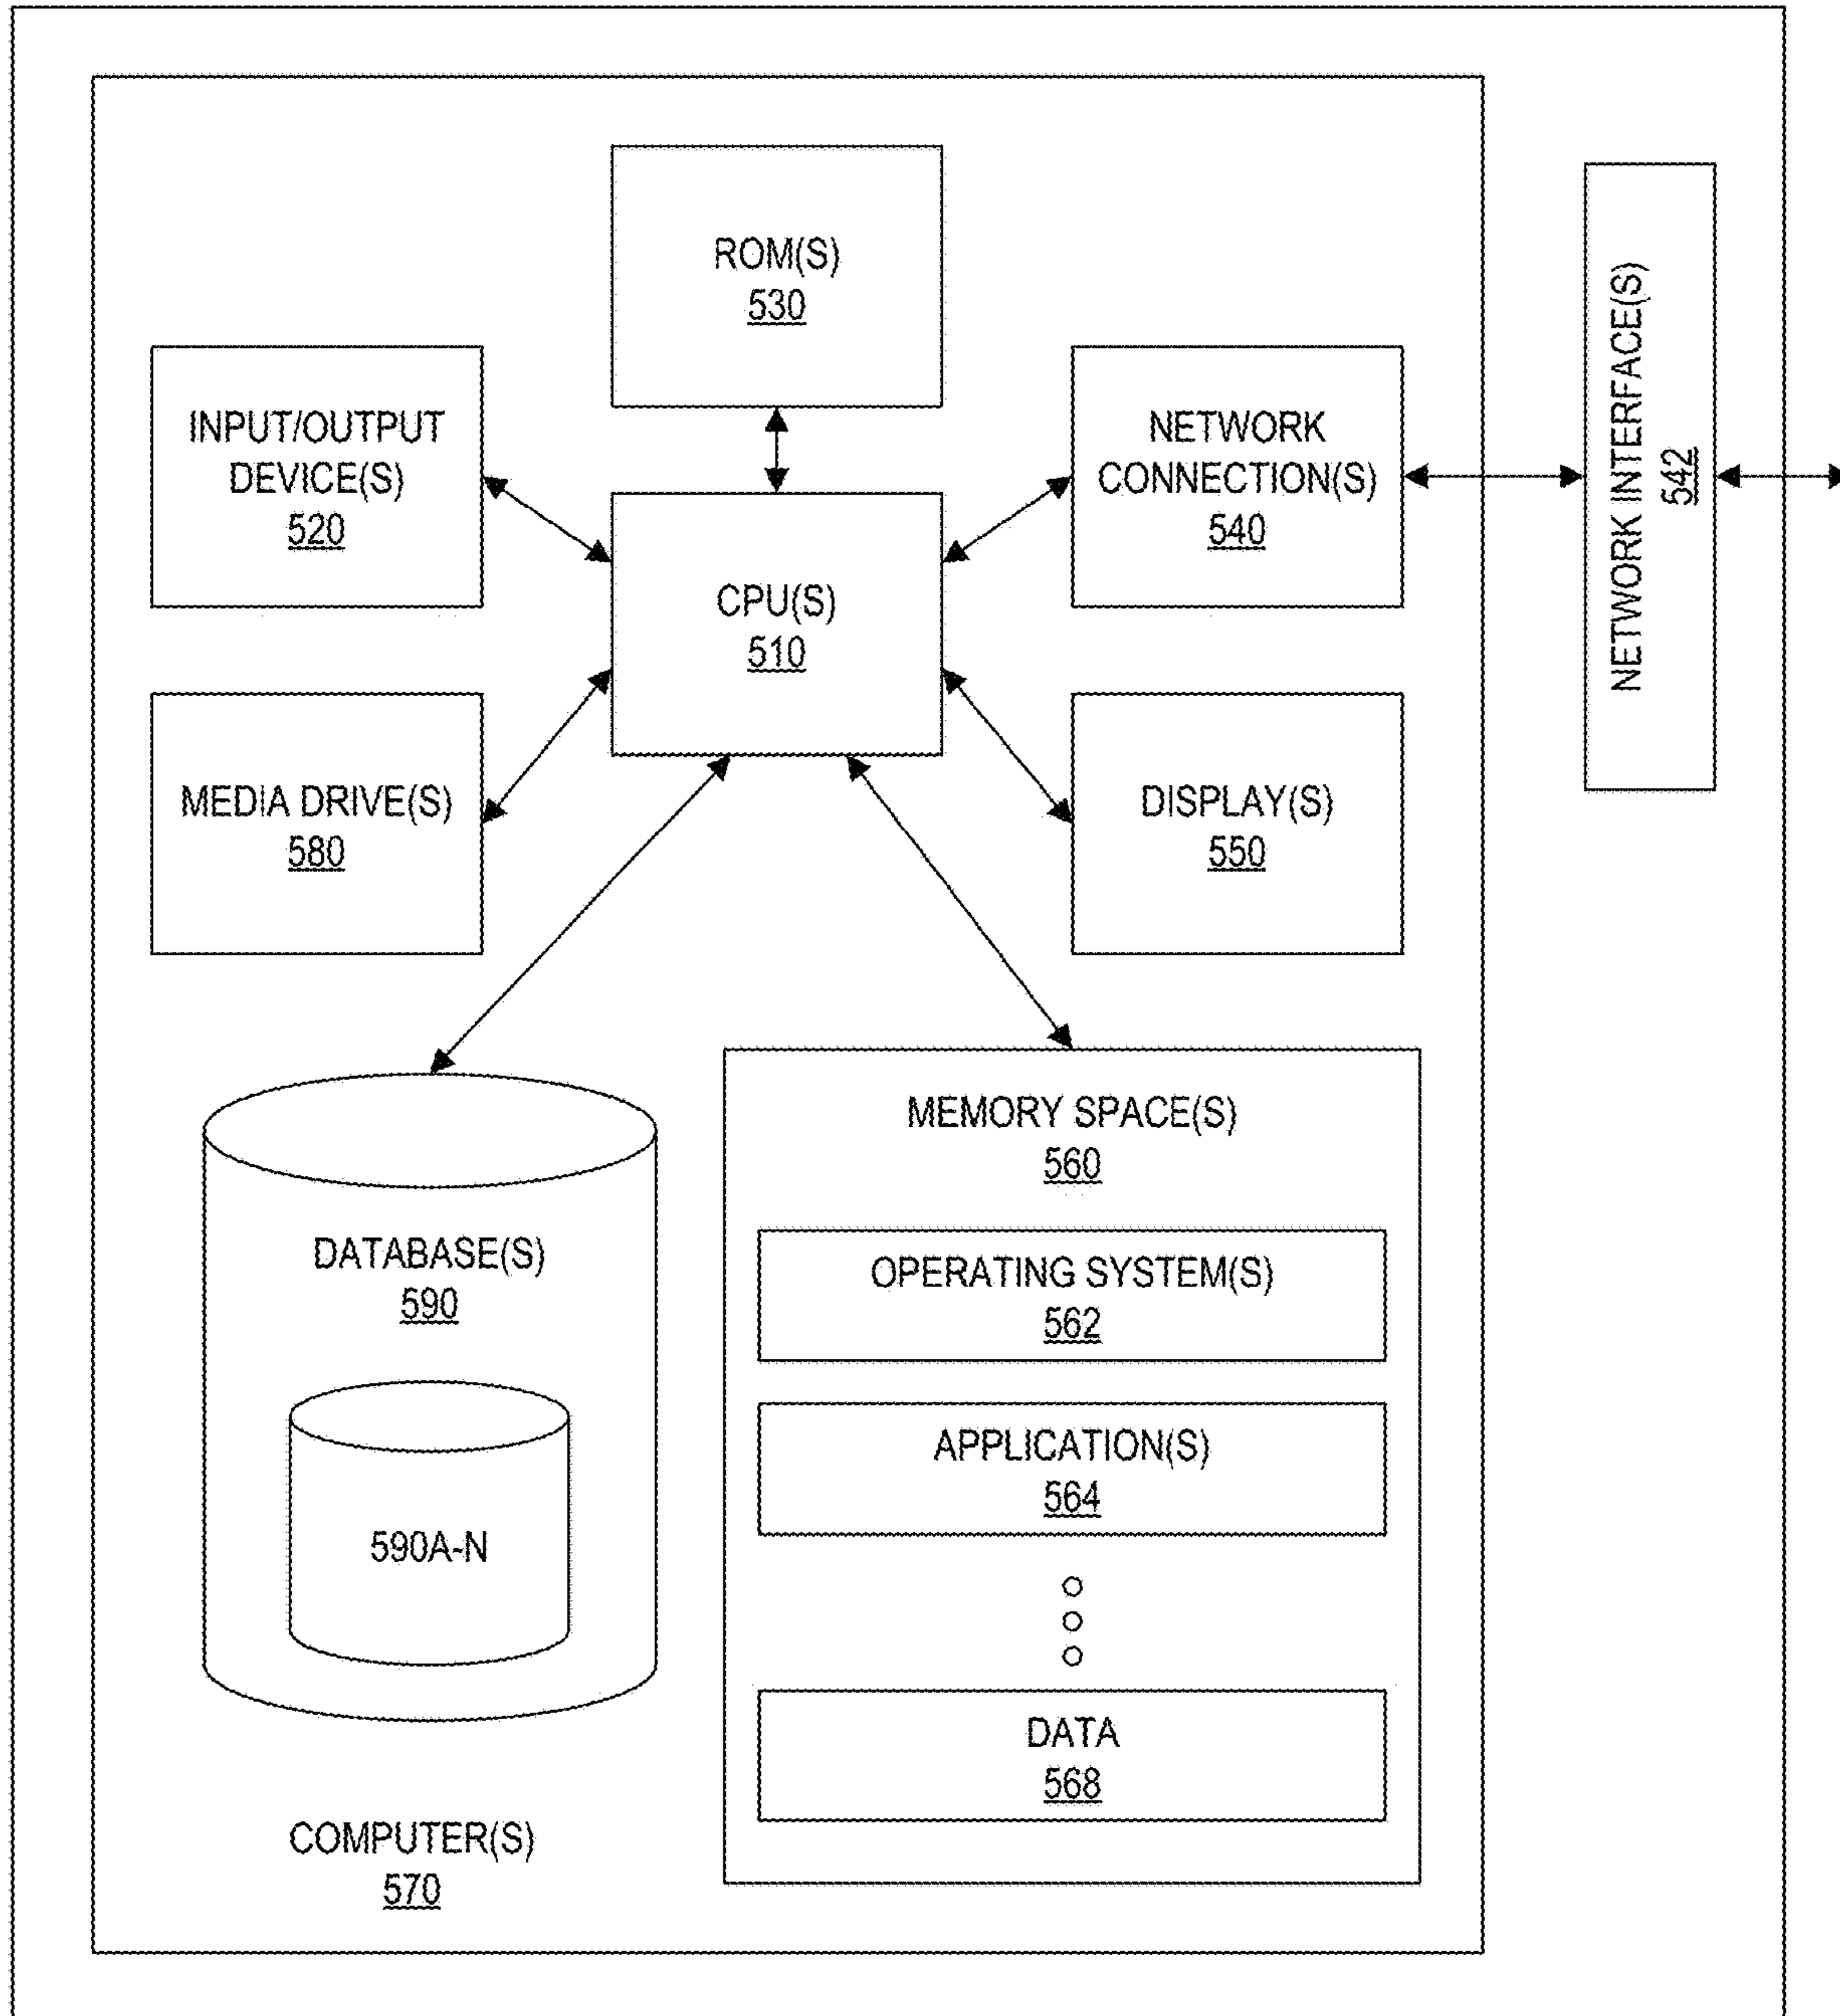 ROM(S)
530
INPUT/OUTPUT
DEVICE(S)
520
NETWORK
CONNECTION(S)
540
NETWORK INTERFACE(S)
542
CPU(S)
510
MEDIA DRIVE(S)
580
DISPLAY(S)
550
DATABASE(S)
590
590A-N
MEMORY SPACE(S)
560
OPERATING SYSTEM(S)
562
APPLICATION(S)
564
DATA
568
COMPUTER(S)
570